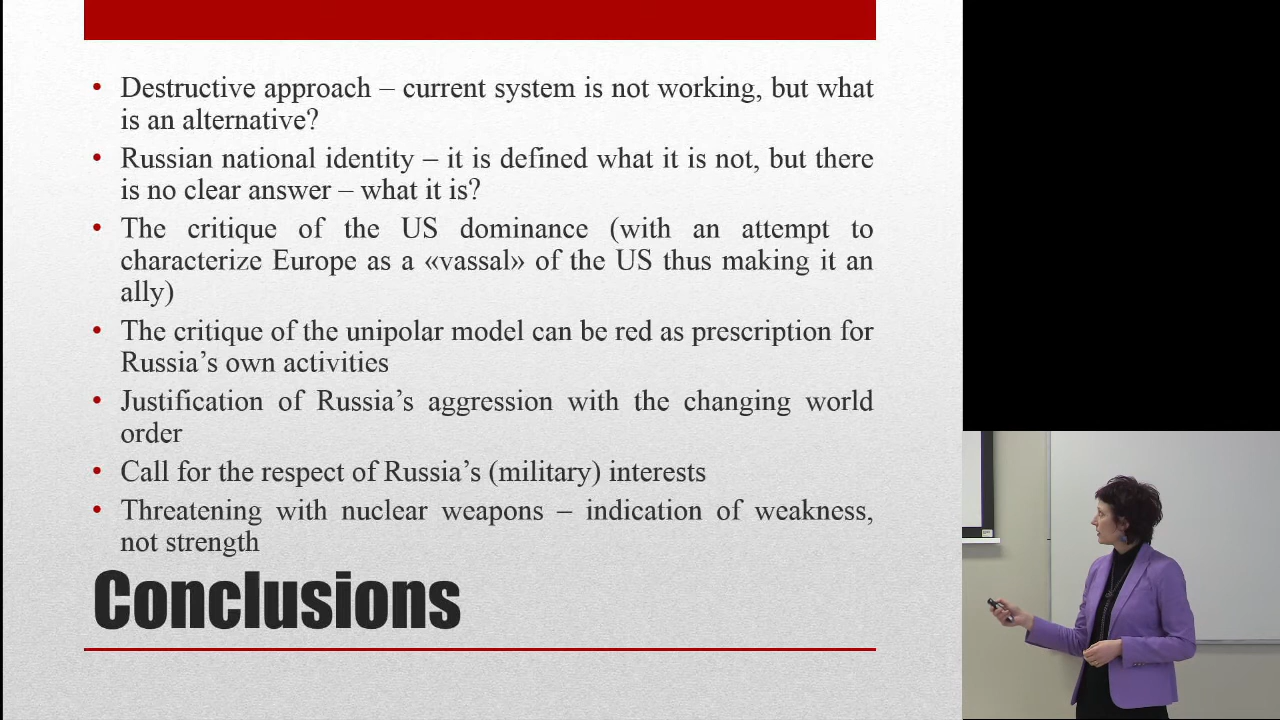 • Destructive approach – current system is not working, but what
is an alternative?
• Russian national identity – it is defined what it is not, but there
is no clear answer – what it is?
• The critique of the US dominance (with an attempt to
characterize Europe as a «vassal» of the US thus making it an
ally)
• The critique of the unipolar model can be red as prescription for
Russia’s own activities
• Justification of Russia’s aggression with the changing world
order
• Call for the respect of Russia’s (military) interests
• Threatening with nuclear weapons – indication of weakness,
not strength
Conclusions